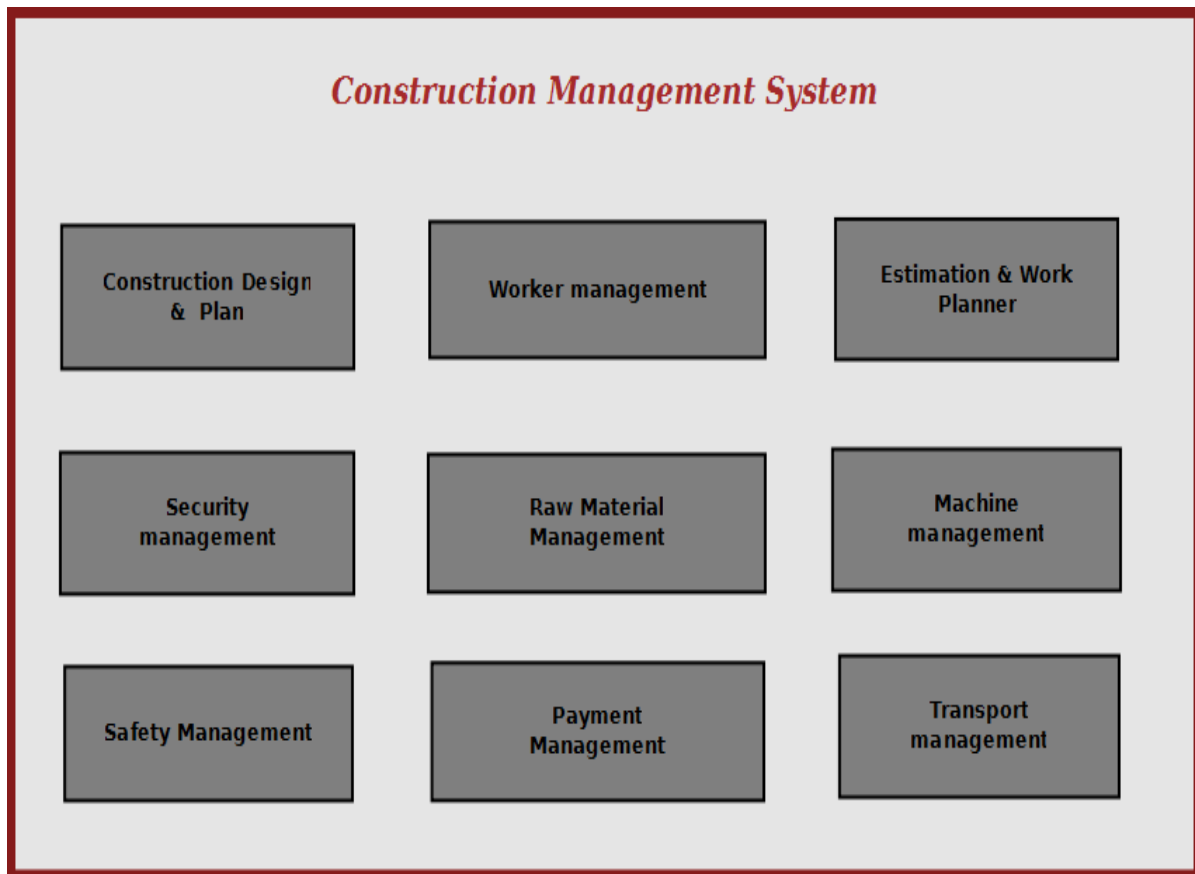 Construction Management System
Construction Design
& Plan
Worker management
Estimation & Work
Planner
Security
management
Raw Material
Management
Machine
management
Safety Management
Payment
Management
Transport
management